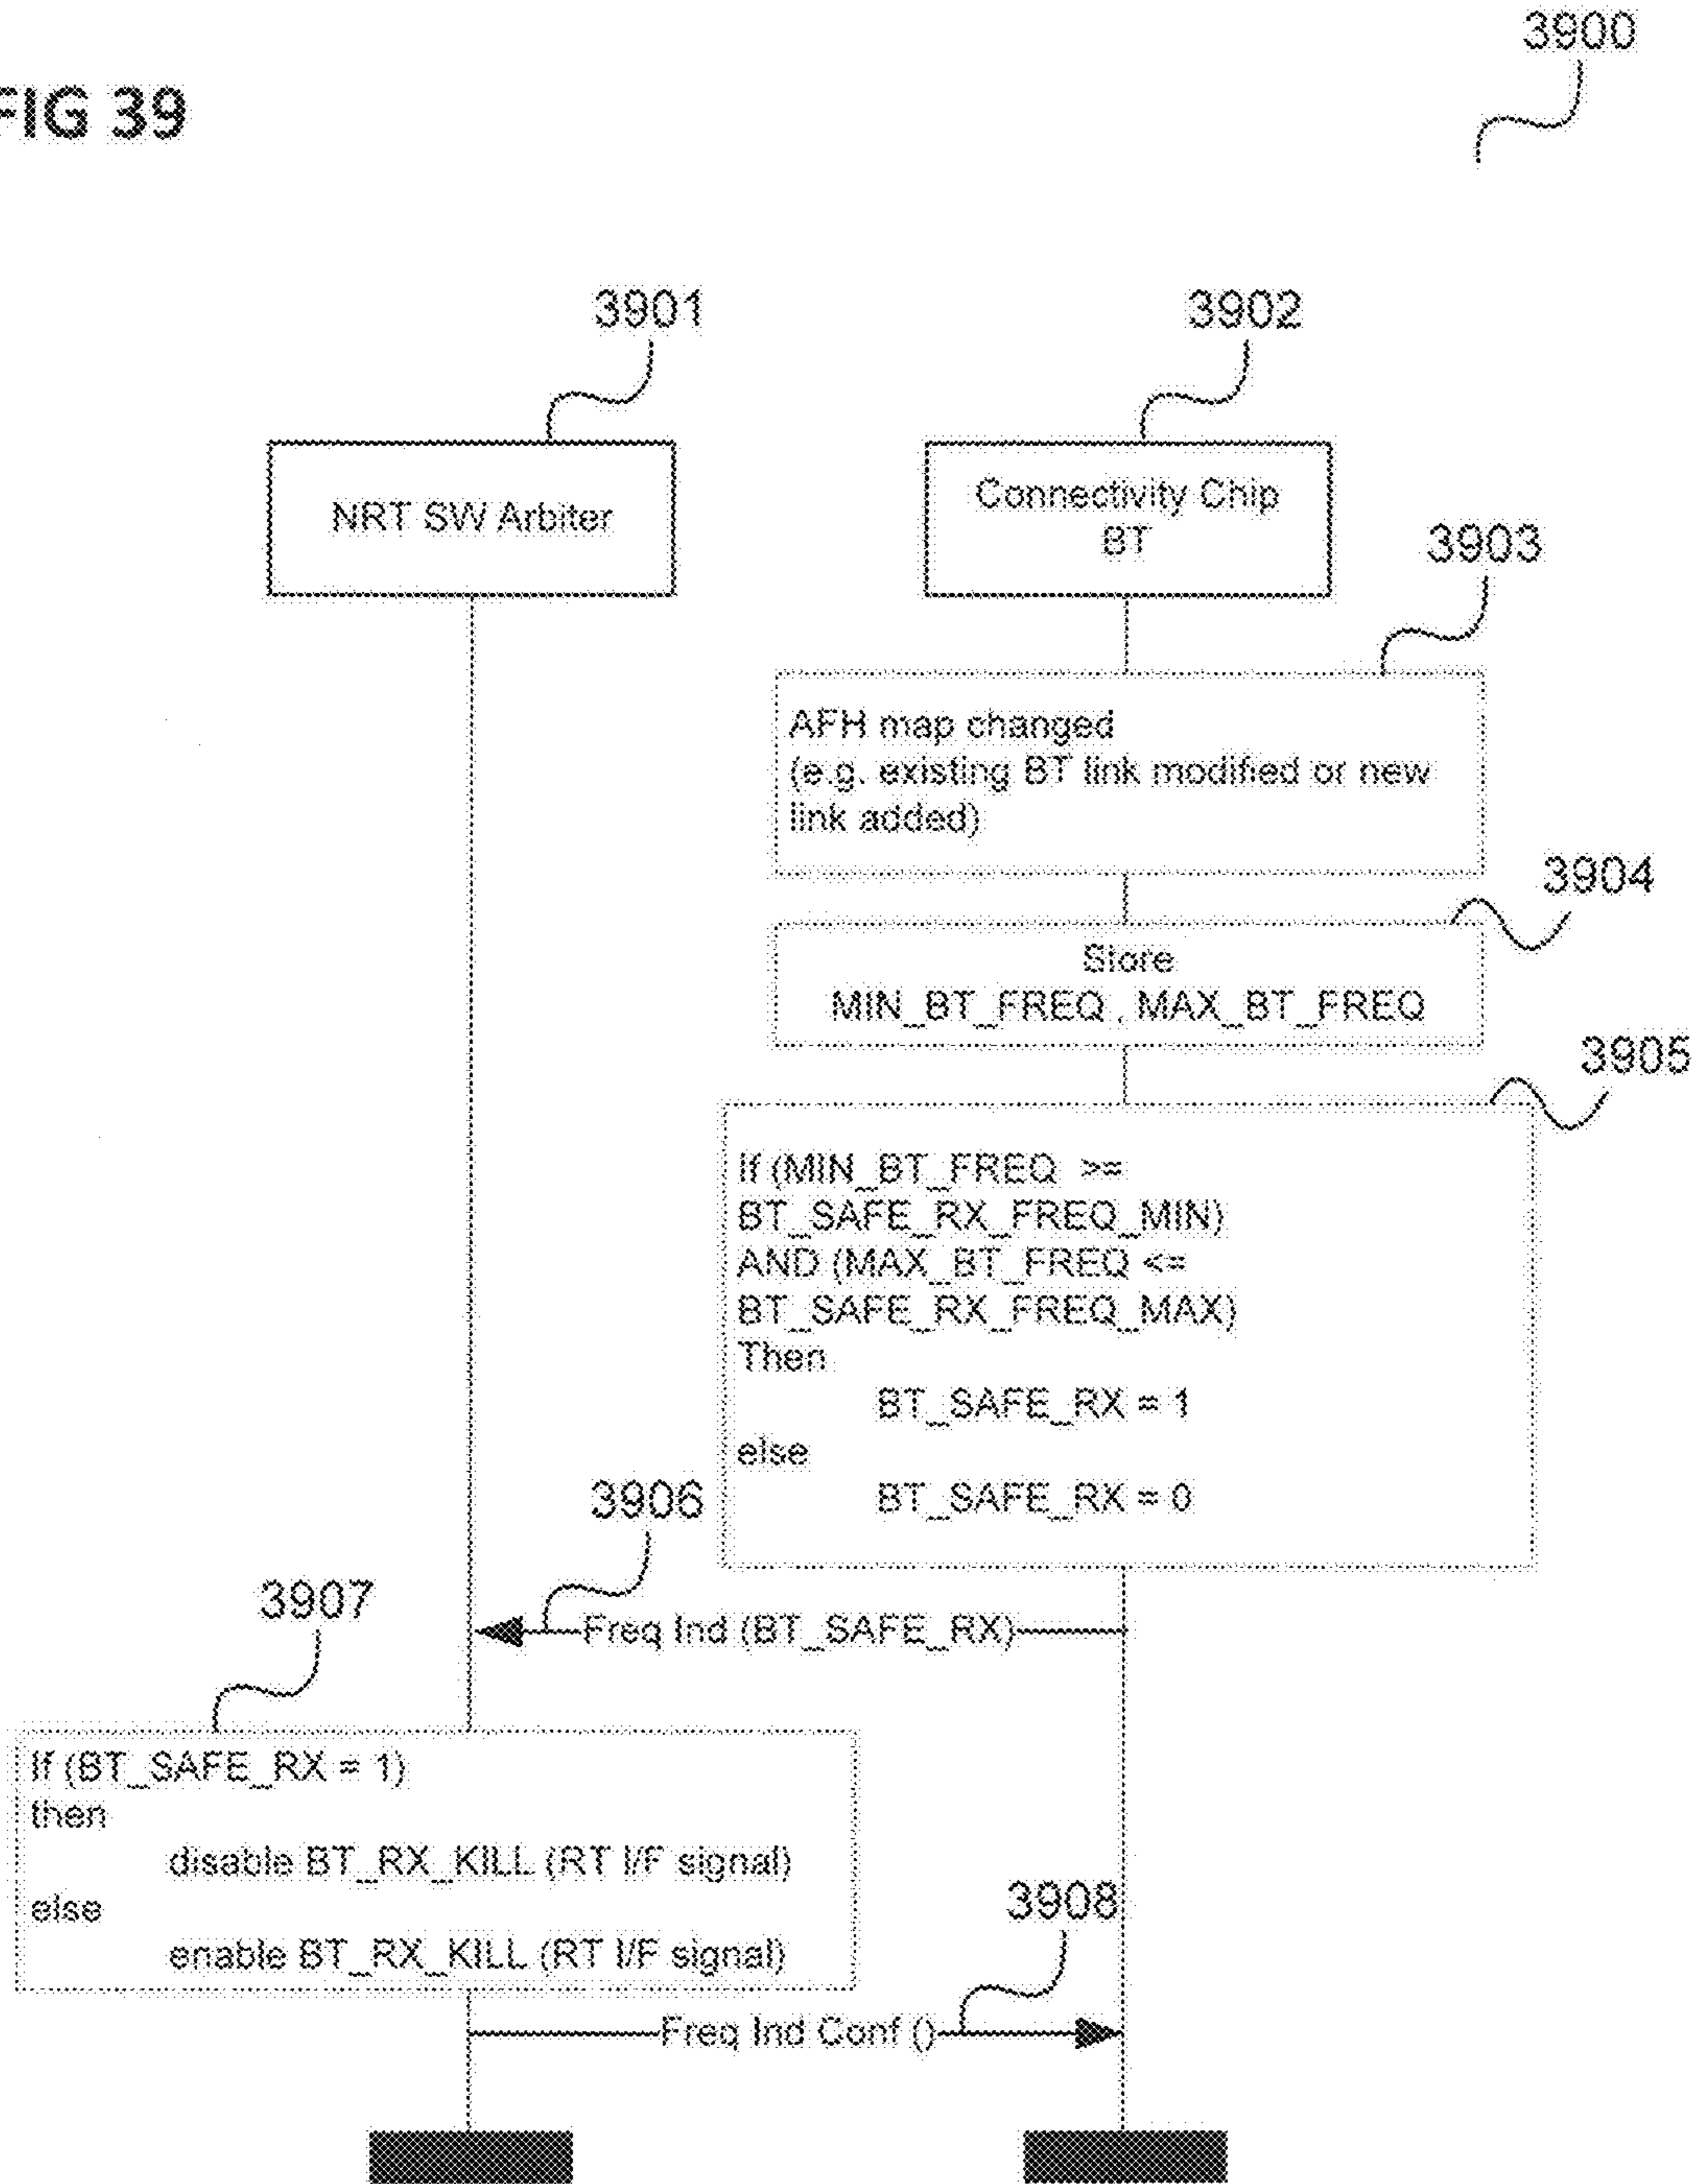 3900
FIG 39
3901
3902
NRT SW Arbiter
Connectivity Chip
BT
3903
AFH map changed
(e.g. existing BT link modified or new
link added)
3904
Store
MIN_BT_FREQ , MAX_BT_FREQ
3905
If (MIN_BT_FREQ >=
BT_SAFE_RX_FREQ_MIN)
AND (MAX_BT_FREQ <=
BT_SAFE_RX_FREQ_MAX)
Then
BT_SAFE_RX = 1
else
BT_SAFE_RX = 0
3906
Freq Ind (BT_SAFE_RX)
3907
If (BT_SAFE_RX = 1)
then
disable BT_RX_KILL (RT I/F signal)
else
enable BT_RX_KILL (RT I/F signal)
3908
Freq Ind Conf ()